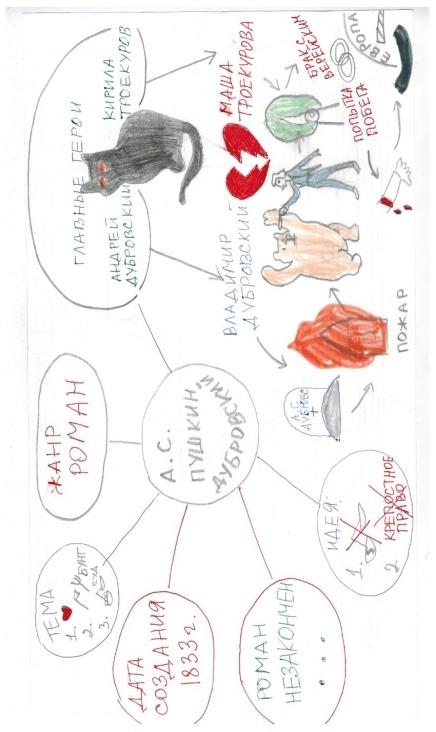 ТЕМА
1.
2. БУНТ
3.
ЖАНР
РОМАН
ГЛАВНЫЕ ГЕРОИ
АНДРЕЙ
ДУБРОВСКИЙ
КИРИЛА
ТРОЕКУРОВ
ДАТА
СОЗДАНИЯ
1833 г.
А.С.
ПУШКИН
ДУБРОВСКИЙ
ВЛАДИМИР
ДУБРОВСКИЙ
МАША
ТРОЕКУРОВА
БРАК С
ВЕРЕЙСКИМ
ПОПЫТКА
ПОБЕГА
ЕВРОПА
ПОЖАР
РОМАН
НЕЗАКОНЧЕН
...
ИДЕЯ:
1.
2. КРЕПОСТНОЕ
ПРАВО